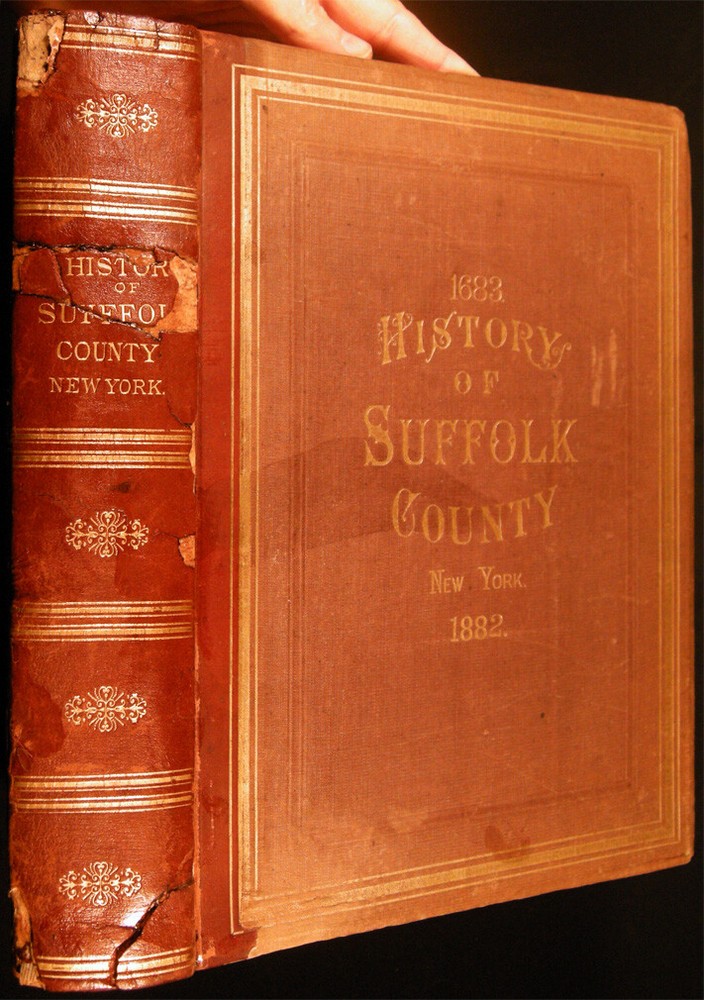 HISTOR
OF
SUFFOL
COUNTY
NEW YORK.
1683.
HISTORY
OF
SUFFOLK
COUNTY
NEW YORK.
1882.